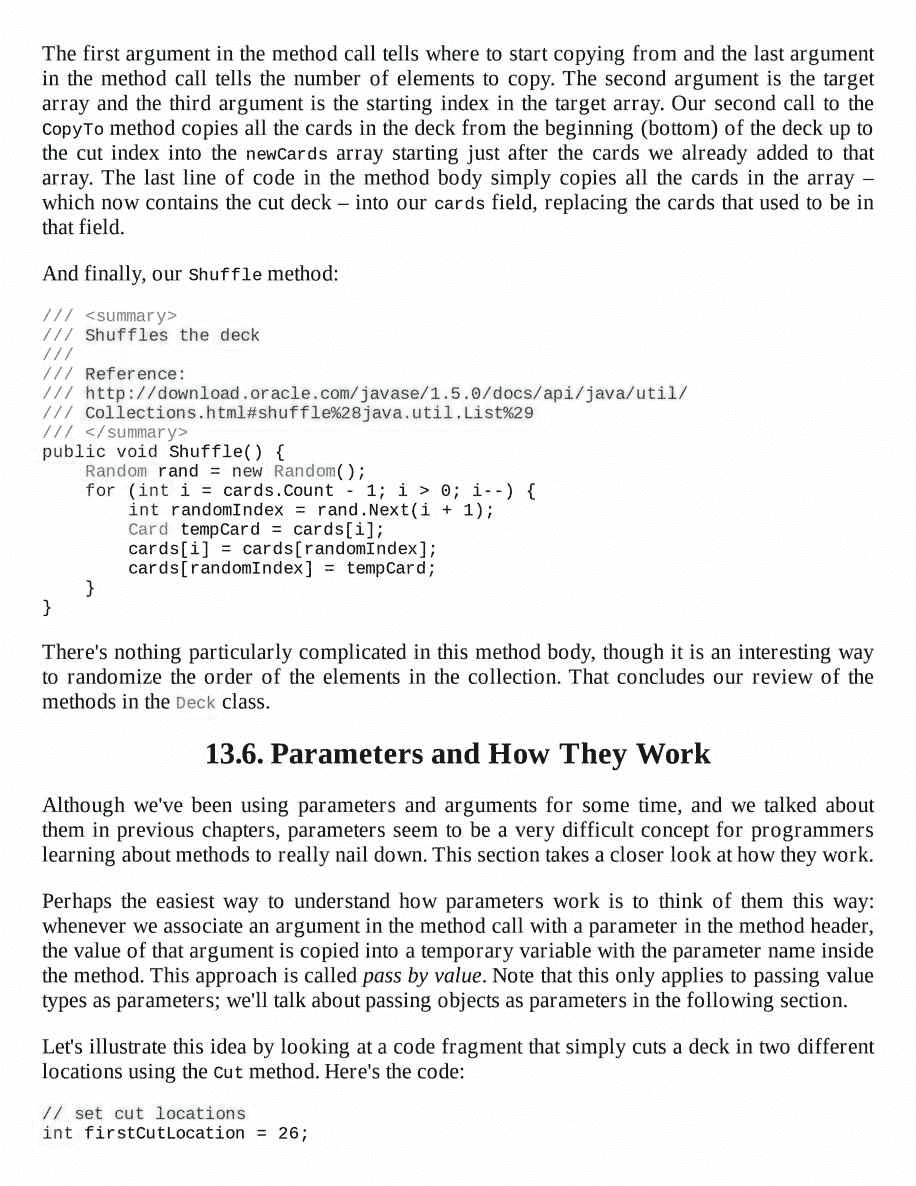 The first argument in the method call tells where to start copying from and the last argument
in the method call tells the number of elements to copy. The second argument is the target
array and the third argument is the starting index in the target array. Our second call to the
CopyTo method copies all the cards in the deck from the beginning (bottom) of the deck up to
the cut index into the newCards array starting just after the cards we already added to that
array. The last line of code in the method body simply copies all the cards in the array –
which now contains the cut deck – into our cards field, replacing the cards that used to be in
that field.
And finally, our Shuffle method:
/// <summary>
/// Shuffles the deck
///
/// Reference:
/// http://download.oracle.com/javase/1.5.0/docs/api/java/util/
/// Collections.html#shuffle%28java.util.List%29
/// </summary>
public void Shuffle() {
    Random rand = new Random();
    for (int i = cards.Count - 1; i > 0; i--) {
        int randomIndex = rand.Next(i + 1);
        Card tempCard = cards[i];
        cards[i] = cards[randomIndex];
        cards[randomIndex] = tempCard;
    }
}
There's nothing particularly complicated in this method body, though it is an interesting way
to randomize the order of the elements in the collection. That concludes our review of the
methods in the Deck class.
13.6. Parameters and How They Work
Although we've been using parameters and arguments for some time, and we talked about
them in previous chapters, parameters seem to be a very difficult concept for programmers
learning about methods to really nail down. This section takes a closer look at how they work.
Perhaps the easiest way to understand how parameters work is to think of them this way:
whenever we associate an argument in the method call with a parameter in the method header,
the value of that argument is copied into a temporary variable with the parameter name inside
the method. This approach is called pass by value. Note that this only applies to passing value
types as parameters; we'll talk about passing objects as parameters in the following section.
Let's illustrate this idea by looking at a code fragment that simply cuts a deck in two different
locations using the Cut method. Here's the code:
// set cut locations
int firstCutLocation = 26;